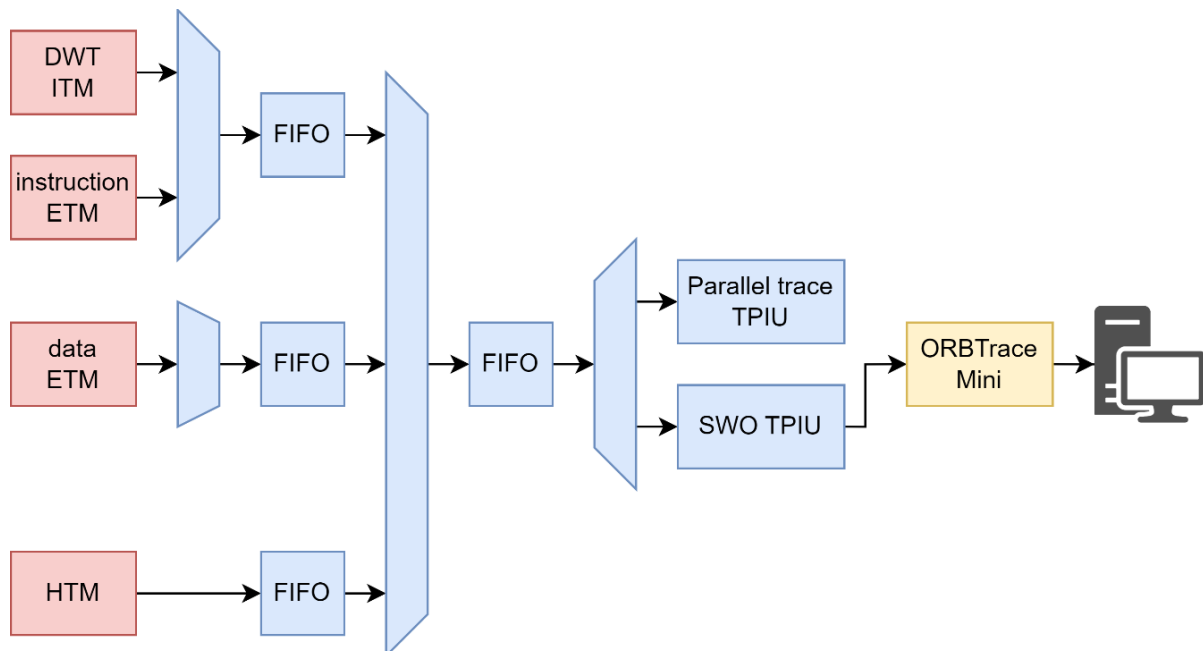 DWT
ITM
FIFO
instruction
ETM
Parallel trace
TPIU
data
ETM
FIFO
FIFO
ORBTrace
Mini
SWO TPIU
HTM
FIFO